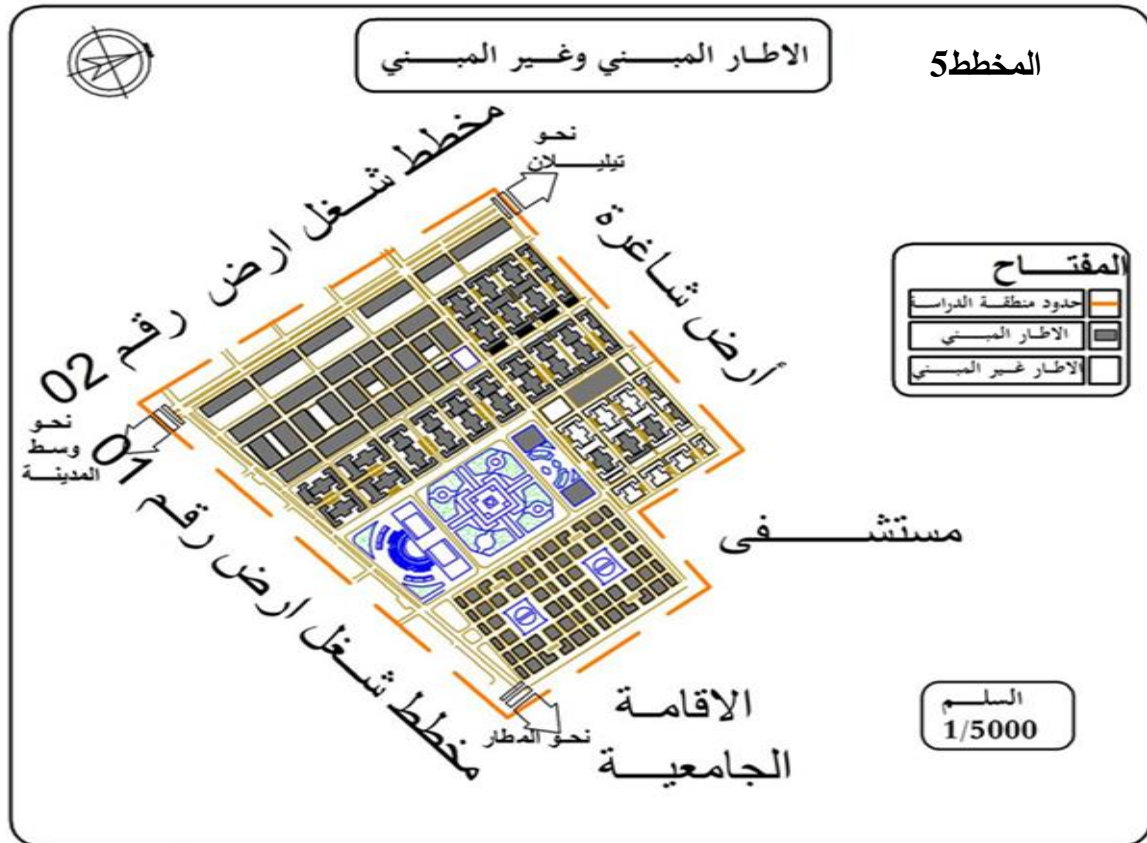 المخطط5
الاطار المبني وغير المبني
نحو
تيليلان
مخطط شغل ارض رقم 02
أرض شاغرة
المفتاح
حدود منطقة الدراسة
الاطار المبني
الاطار غير المبني
نحو
وسط
المدينة
مخطط شغل ارض رقم 01
مستشفى
الاقامة
الجامعية
نحو المطار
السلم
1/5000